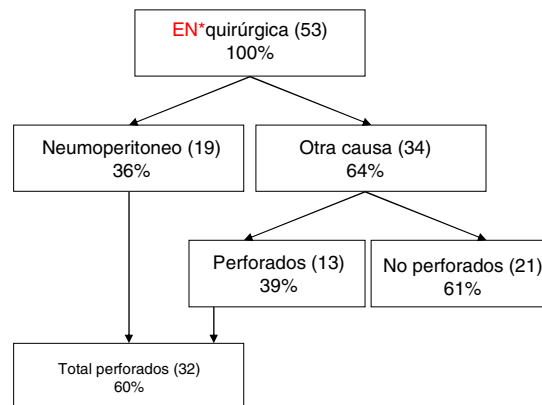 EN*quirúrgica (53)
100%
Neumoperitoneo (19)
36%
Otra causa (34)
64%
Perforados (13)
39%
No perforados (21)
61%
Total perforados (32)
60%